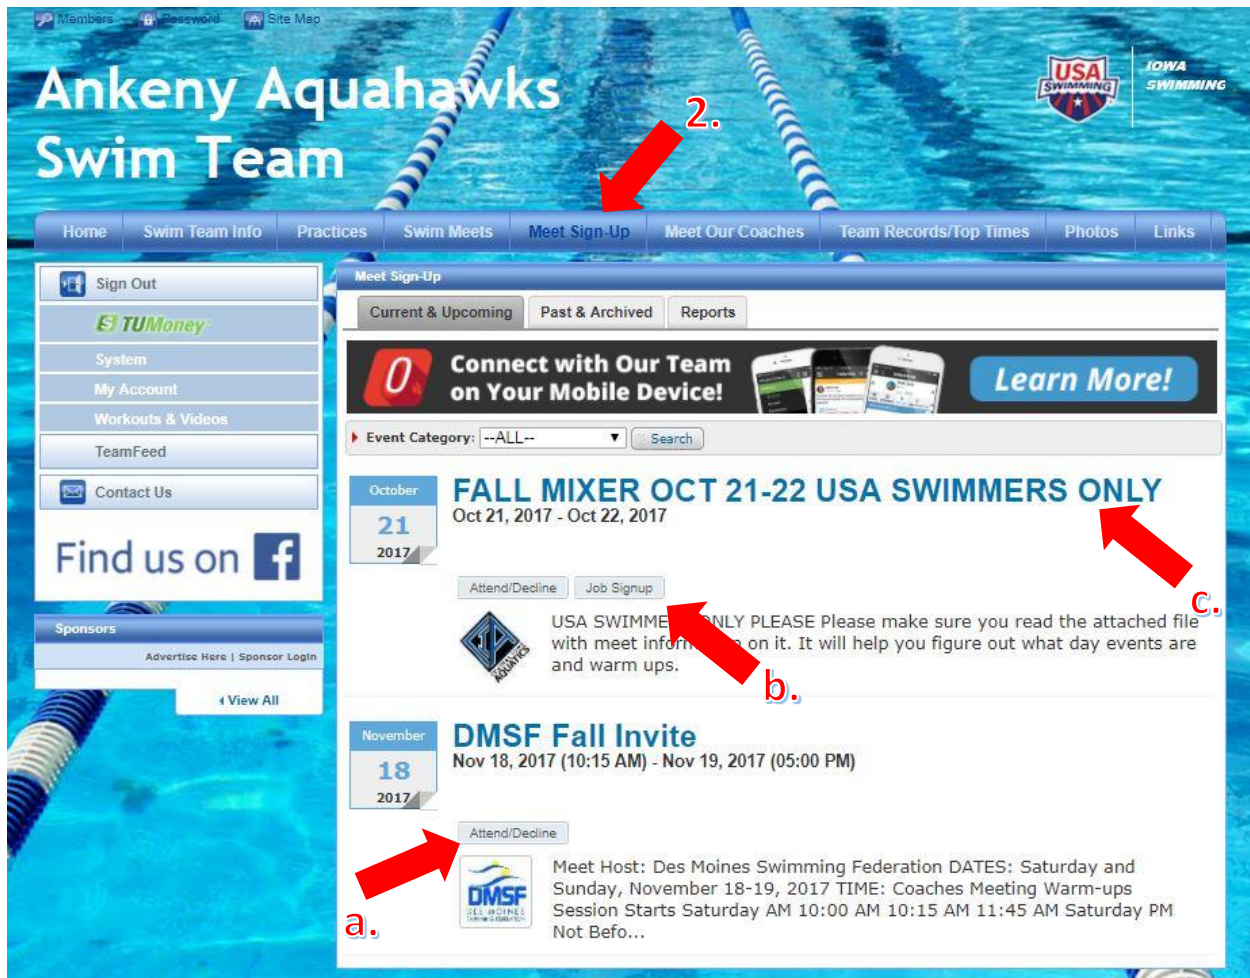 Members Password Site Map
Ankeny Aquahawks
Swim Team
USA
SWIMMING
IOWA
SWIMMING
2.
Home Swim Team Info Practices Swim Meets Meet Sign-Up Meet Our Coaches Team Records/Top Times Photos Links
Sign Out
TUMoney
System
My Account
Workouts & Videos
TeamFeed
Contact Us
Find us on f
Sponsors
Advertise Here | Sponsor Login
View All
Meet Sign-Up
Current & Upcoming Past & Archived Reports
Connect with Our Team
on Your Mobile Device!
Learn More!
Event Category: --ALL-- Search
October
21
2017
FALL MIXER OCT 21-22 USA SWIMMERS ONLY
Oct 21, 2017 - Oct 22, 2017
c.
Attend/Decline Job Signup
AQUATICS
USA SWIMME ONLY PLEASE Please make sure you read the attached file
with meet inform on on it. It will help you figure out what day events are
and warm ups.
b.
November
18
2017
DMSF Fall Invite
Nov 18, 2017 (10:15 AM) - Nov 19, 2017 (05:00 PM)
Attend/Decline
a.
DMSF
DES MOINES
SWIMMING FEDERATION
Meet Host: Des Moines Swimming Federation DATES: Saturday and
Sunday, November 18-19, 2017 TIME: Coaches Meeting Warm-ups
Session Starts Saturday AM 10:00 AM 10:15 AM 11:45 AM Saturday PM
Not Befo...